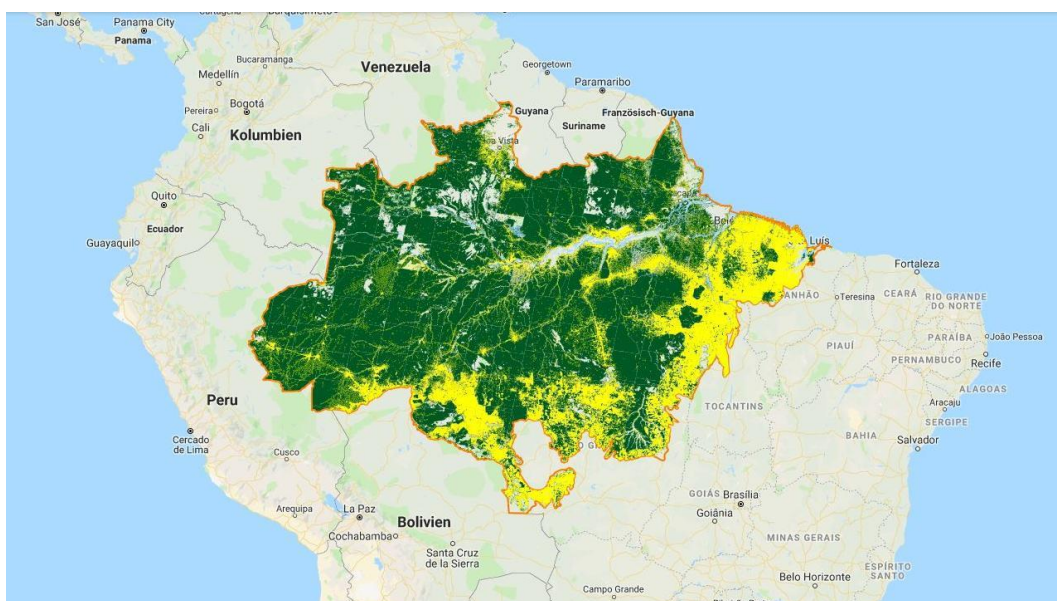 San José
Panama City
Panama
Bucaramanga
Medellín
Venezuela
Georgetown
Paramaribo
Pereira
Bogotá
Cali
Kolumbien
Guyana
Suriname
Französisch-Guyana
Vista
Quito
Ecuador
Guayaquil
Luís
Fortaleza
ANHÃO
Teresina
CEARÁ
RIO GRANDE
DO NORTE
PARAÍBA
João Pessoa
PIAUÍ
PERNAMBUCO
Recife
ALAGOAS
Peru
TOCANTINS
Aracaju
SERGIPE
Cercado
de Lima
Cusco
BAHIA
Salvador
Arequipa
La Paz
Bolivien
Cochabamba
Santa Cruz
de la Sierra
GOIÁS
Brasília
Goiânia
MINAS GERAIS
ESPÍRITO
SANTO
Belo Horizonte
Campo Grande